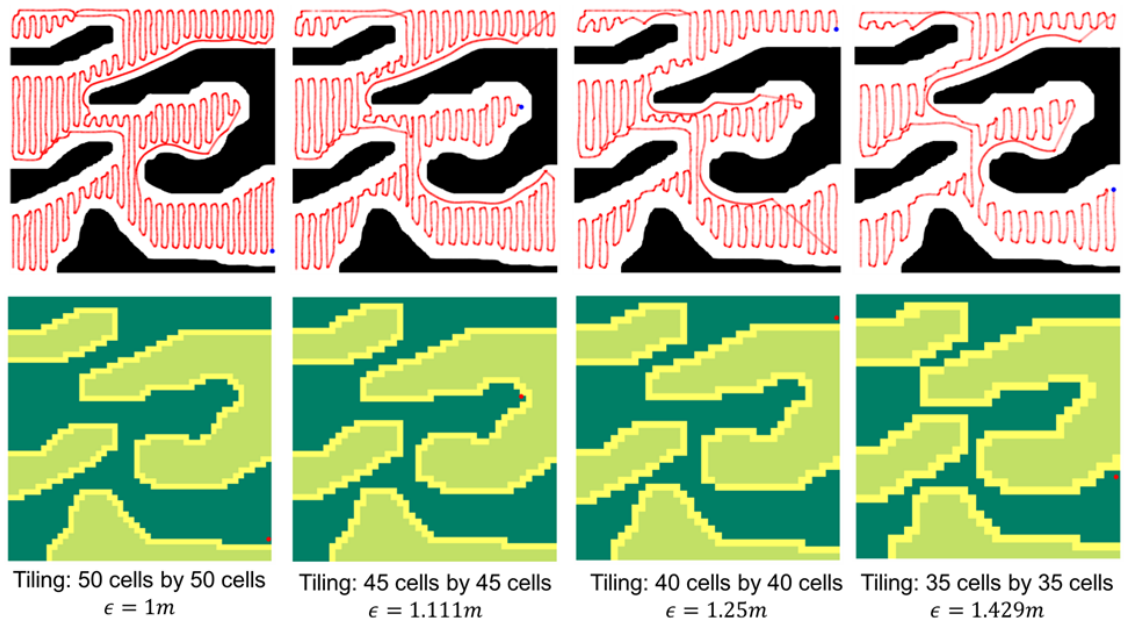 Tiling: 50 cells by 50 cells
ϵ = 1m
Tiling: 45 cells by 45 cells
ϵ = 1.111m
Tiling: 40 cells by 40 cells
ϵ = 1.25m
Tiling: 35 cells by 35 cells
ϵ = 1.429m